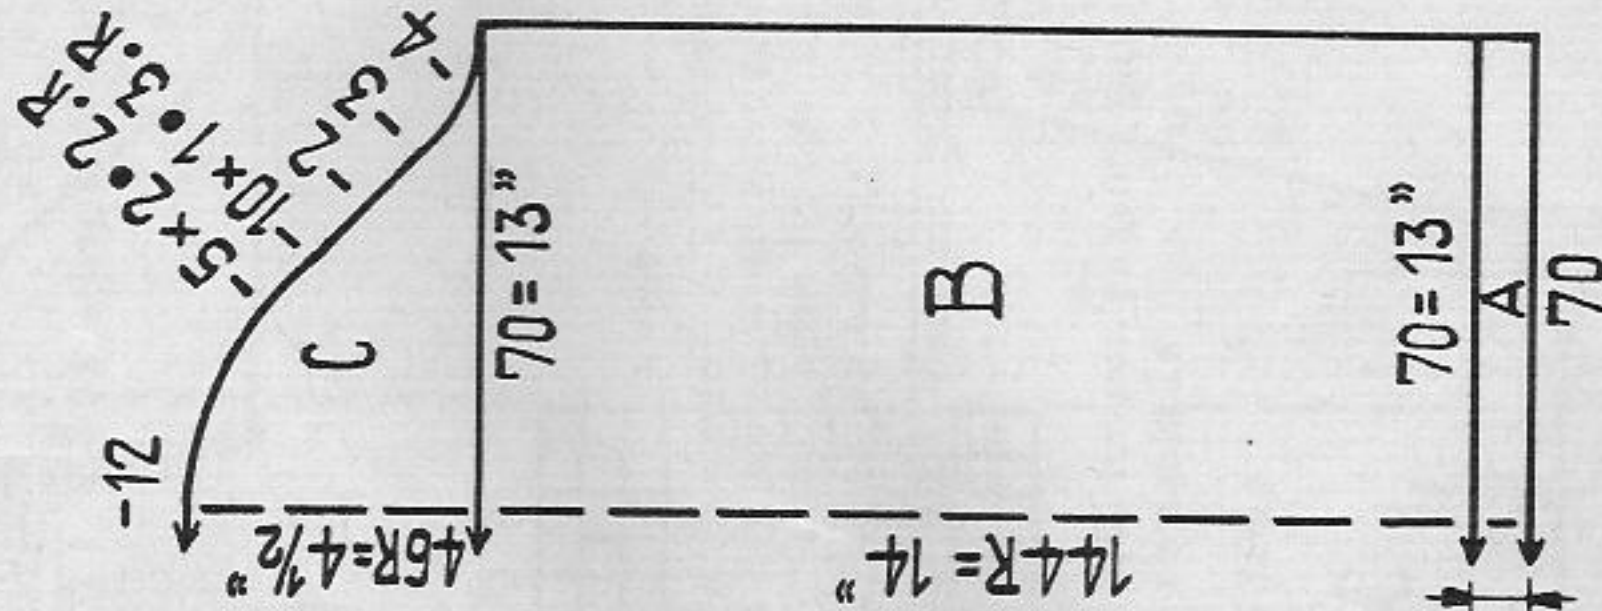 -12
-5×2•2.R
-10×1•3.R
-2
-3
-4
C
46R=4½"
70=13"
B
144R=14"
70=13"
A
70